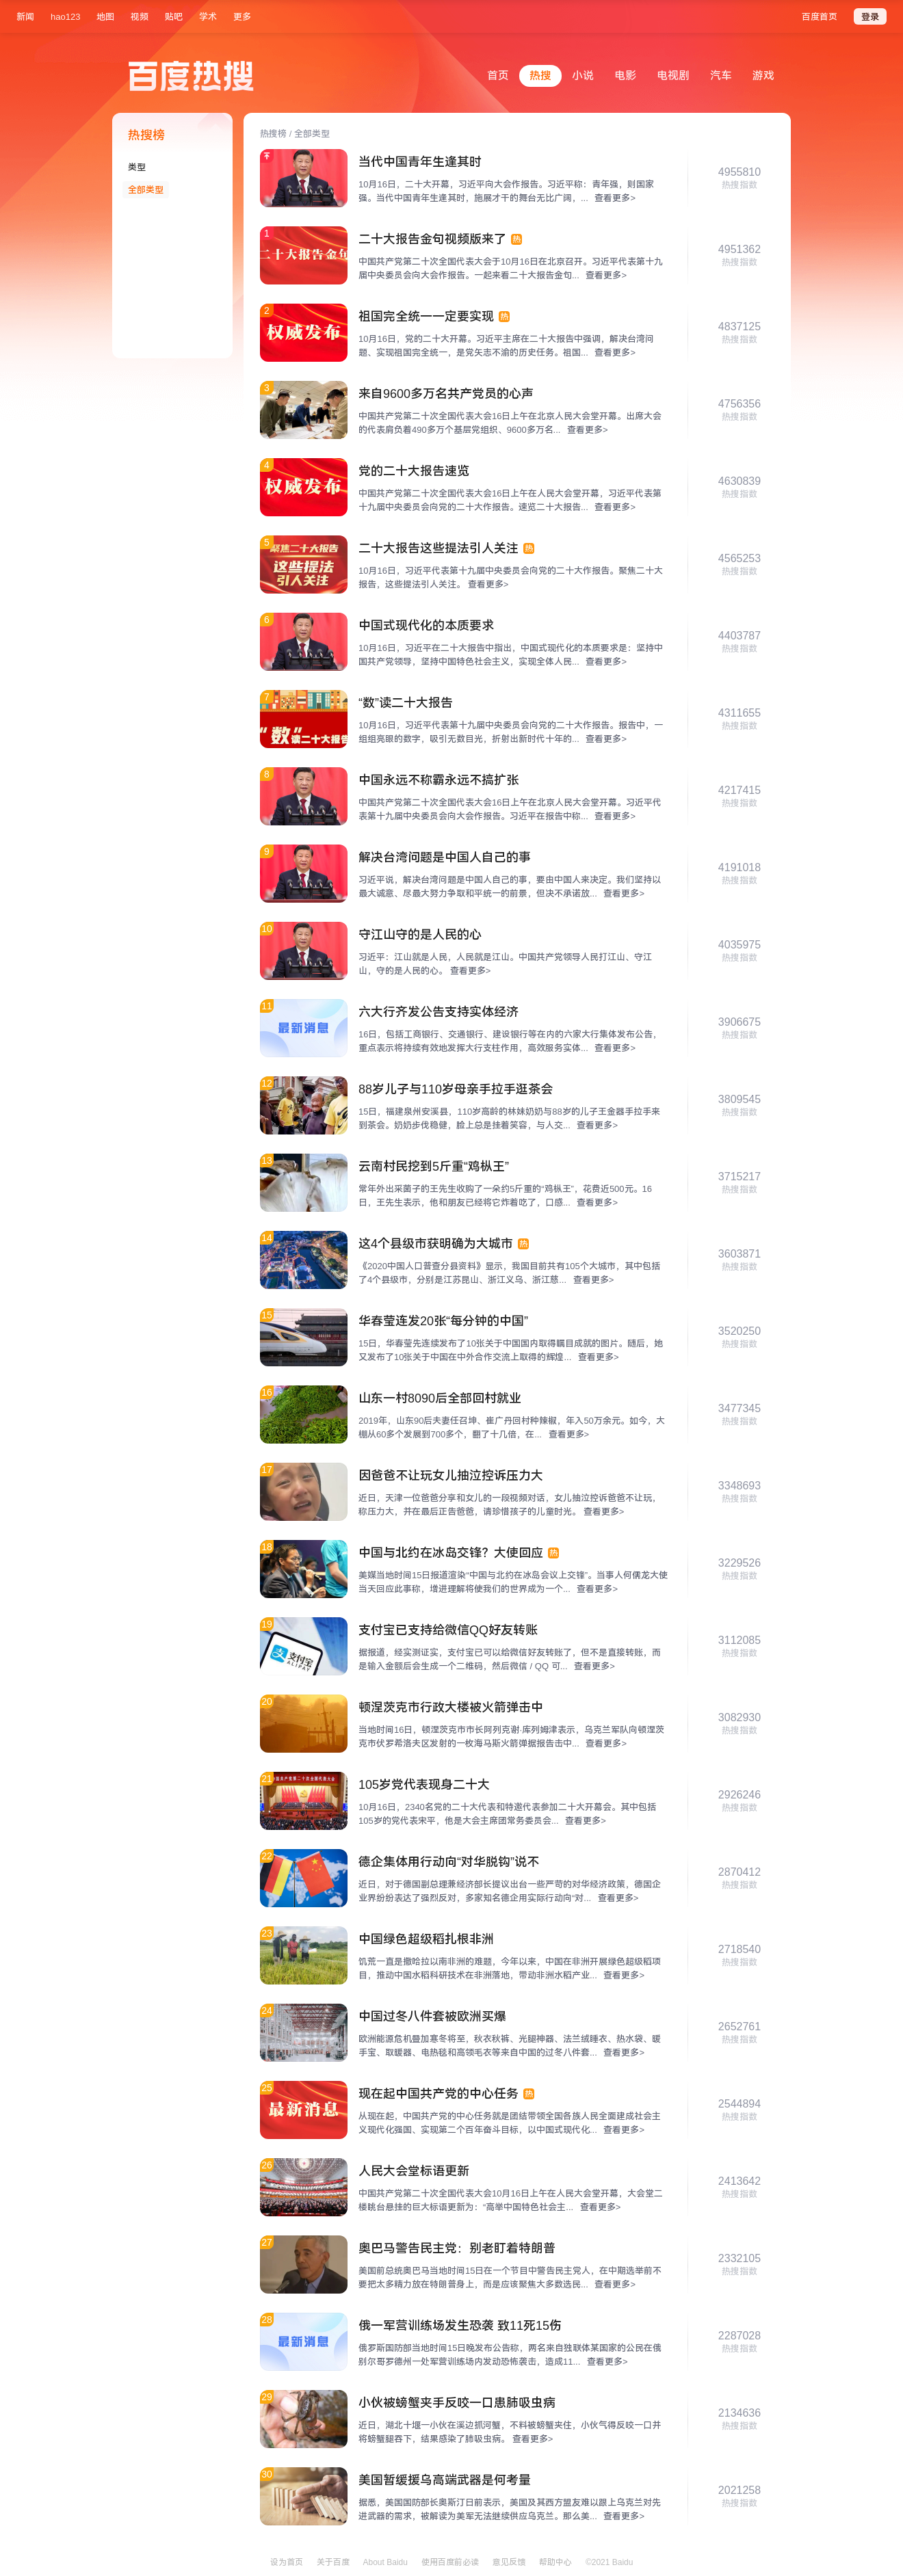 新闻 hao123 地图 视频 贴吧 学术 更多 百度首页 登录
百度热搜
首页 热搜 小说 电影 电视剧 汽车 游戏
热搜榜
类型
全部类型
热搜榜 / 全部类型
当代中国青年生逢其时
10月16日，二十大开幕，习近平向大会作报告。习近平称：青年强，则国家
强。当代中国青年生逢其时，施展才干的舞台无比广阔，... 查看更多>
4955810
热搜指数
1
二十大报告金句
二十大报告金句视频版来了 热
中国共产党第二十次全国代表大会于10月16日在北京召开。习近平代表第十九
届中央委员会向大会作报告。一起来看二十大报告金句... 查看更多>
4951362
热搜指数
2
权威发布
祖国完全统一一定要实现 热
10月16日，党的二十大开幕。习近平主席在二十大报告中强调，解决台湾问
题、实现祖国完全统一，是党矢志不渝的历史任务。祖国... 查看更多>
4837125
热搜指数
3
来自9600多万名共产党员的心声
中国共产党第二十次全国代表大会16日上午在北京人民大会堂开幕。出席大会
的代表肩负着490多万个基层党组织、9600多万名... 查看更多>
4756356
热搜指数
4
权威发布
党的二十大报告速览
中国共产党第二十次全国代表大会16日上午在人民大会堂开幕，习近平代表第
十九届中央委员会向党的二十大作报告。速览二十大报告... 查看更多>
4630839
热搜指数
5
聚焦二十大报告
这些提法
引人关注
二十大报告这些提法引人关注 热
10月16日，习近平代表第十九届中央委员会向党的二十大作报告。聚焦二十大
报告，这些提法引人关注。 查看更多>
4565253
热搜指数
6
中国式现代化的本质要求
10月16日，习近平在二十大报告中指出，中国式现代化的本质要求是：坚持中
国共产党领导，坚持中国特色社会主义，实现全体人民... 查看更多>
4403787
热搜指数
7
“数”读二十大报告
“数”读二十大报告
10月16日，习近平代表第十九届中央委员会向党的二十大作报告。报告中，一
组组亮眼的数字，吸引无数目光，折射出新时代十年的... 查看更多>
4311655
热搜指数
8
中国永远不称霸永远不搞扩张
中国共产党第二十次全国代表大会16日上午在北京人民大会堂开幕。习近平代
表第十九届中央委员会向大会作报告。习近平在报告中称... 查看更多>
4217415
热搜指数
9
解决台湾问题是中国人自己的事
习近平说，解决台湾问题是中国人自己的事，要由中国人来决定。我们坚持以
最大诚意、尽最大努力争取和平统一的前景，但决不承诺放... 查看更多>
4191018
热搜指数
10
守江山守的是人民的心
习近平：江山就是人民，人民就是江山。中国共产党领导人民打江山、守江
山，守的是人民的心。 查看更多>
4035975
热搜指数
11
最新消息
六大行齐发公告支持实体经济
16日，包括工商银行、交通银行、建设银行等在内的六家大行集体发布公告，
重点表示将持续有效地发挥大行支柱作用，高效服务实体... 查看更多>
3906675
热搜指数
12
88岁儿子与110岁母亲手拉手逛茶会
15日，福建泉州安溪县，110岁高龄的林妹奶奶与88岁的儿子王金器手拉手来
到茶会。奶奶步伐稳健，脸上总是挂着笑容，与人交... 查看更多>
3809545
热搜指数
13
云南村民挖到5斤重“鸡枞王”
常年外出采菌子的王先生收购了一朵约5斤重的“鸡枞王”，花费近500元。16
日，王先生表示，他和朋友已经将它炸着吃了，口感... 查看更多>
3715217
热搜指数
14
这4个县级市获明确为大城市 热
《2020中国人口普查分县资料》显示，我国目前共有105个大城市，其中包括
了4个县级市，分别是江苏昆山、浙江义乌、浙江慈... 查看更多>
3603871
热搜指数
15
华春莹连发20张“每分钟的中国”
15日，华春莹先连续发布了10张关于中国国内取得瞩目成就的图片。随后，她
又发布了10张关于中国在中外合作交流上取得的辉煌... 查看更多>
3520250
热搜指数
16
山东一村8090后全部回村就业
2019年，山东90后夫妻任召坤、崔广丹回村种辣椒，年入50万余元。如今，大
棚从60多个发展到700多个，翻了十几倍，在... 查看更多>
3477345
热搜指数
17
因爸爸不让玩女儿抽泣控诉压力大
近日，天津一位爸爸分享和女儿的一段视频对话，女儿抽泣控诉爸爸不让玩，
称压力大，并在最后正告爸爸，请珍惜孩子的儿童时光。 查看更多>
3348693
热搜指数
18
中国与北约在冰岛交锋？大使回应 热
美媒当地时间15日报道渲染“中国与北约在冰岛会议上交锋”。当事人何儒龙大使
当天回应此事称，增进理解将使我们的世界成为一个... 查看更多>
3229526
热搜指数
19
支付宝
ALIPAY
支付宝已支持给微信QQ好友转账
据报道，经实测证实，支付宝已可以给微信好友转账了，但不是直接转账，而
是输入金额后会生成一个二维码，然后微信 / QQ 可... 查看更多>
3112085
热搜指数
20
顿涅茨克市行政大楼被火箭弹击中
当地时间16日，顿涅茨克市市长阿列克谢·库列姆津表示，乌克兰军队向顿涅茨
克市伏罗希洛夫区发射的一枚海马斯火箭弹据报告击中... 查看更多>
3082930
热搜指数
21
105岁党代表现身二十大
10月16日，2340名党的二十大代表和特邀代表参加二十大开幕会。其中包括
105岁的党代表宋平，他是大会主席团常务委员会... 查看更多>
2926246
热搜指数
22
德企集体用行动向“对华脱钩”说不
近日，对于德国副总理兼经济部长提议出台一些严苛的对华经济政策，德国企
业界纷纷表达了强烈反对，多家知名德企用实际行动向“对... 查看更多>
2870412
热搜指数
23
中国绿色超级稻扎根非洲
饥荒一直是撒哈拉以南非洲的难题，今年以来，中国在非洲开展绿色超级稻项
目，推动中国水稻科研技术在非洲落地，带动非洲水稻产业... 查看更多>
2718540
热搜指数
24
中国过冬八件套被欧洲买爆
欧洲能源危机叠加寒冬将至，秋衣秋裤、光腿神器、法兰绒睡衣、热水袋、暖
手宝、取暖器、电热毯和高领毛衣等来自中国的过冬八件套... 查看更多>
2652761
热搜指数
25
最新消息
现在起中国共产党的中心任务 热
从现在起，中国共产党的中心任务就是团结带领全国各族人民全面建成社会主
义现代化强国、实现第二个百年奋斗目标，以中国式现代化... 查看更多>
2544894
热搜指数
26
人民大会堂标语更新
中国共产党第二十次全国代表大会10月16日上午在人民大会堂开幕，大会堂二
楼眺台悬挂的巨大标语更新为：“高举中国特色社会主... 查看更多>
2413642
热搜指数
27
奥巴马警告民主党：别老盯着特朗普
美国前总统奥巴马当地时间15日在一个节目中警告民主党人，在中期选举前不
要把太多精力放在特朗普身上，而是应该聚焦大多数选民... 查看更多>
2332105
热搜指数
28
最新消息
俄一军营训练场发生恐袭 致11死15伤
俄罗斯国防部当地时间15日晚发布公告称，两名来自独联体某国家的公民在俄
别尔哥罗德州一处军营训练场内发动恐怖袭击，造成11... 查看更多>
2287028
热搜指数
29
小伙被螃蟹夹手反咬一口患肺吸虫病
近日，湖北十堰一小伙在溪边抓河蟹，不料被螃蟹夹住，小伙气得反咬一口并
将螃蟹腿吞下，结果感染了肺吸虫病。 查看更多>
2134636
热搜指数
30
美国暂缓援乌高端武器是何考量
据悉，美国国防部长奥斯汀日前表示，美国及其西方盟友难以跟上乌克兰对先
进武器的需求，被解读为美军无法继续供应乌克兰。那么美... 查看更多>
2021258
热搜指数
设为首页 关于百度 About Baidu 使用百度前必读 意见反馈 帮助中心 ©2021 Baidu